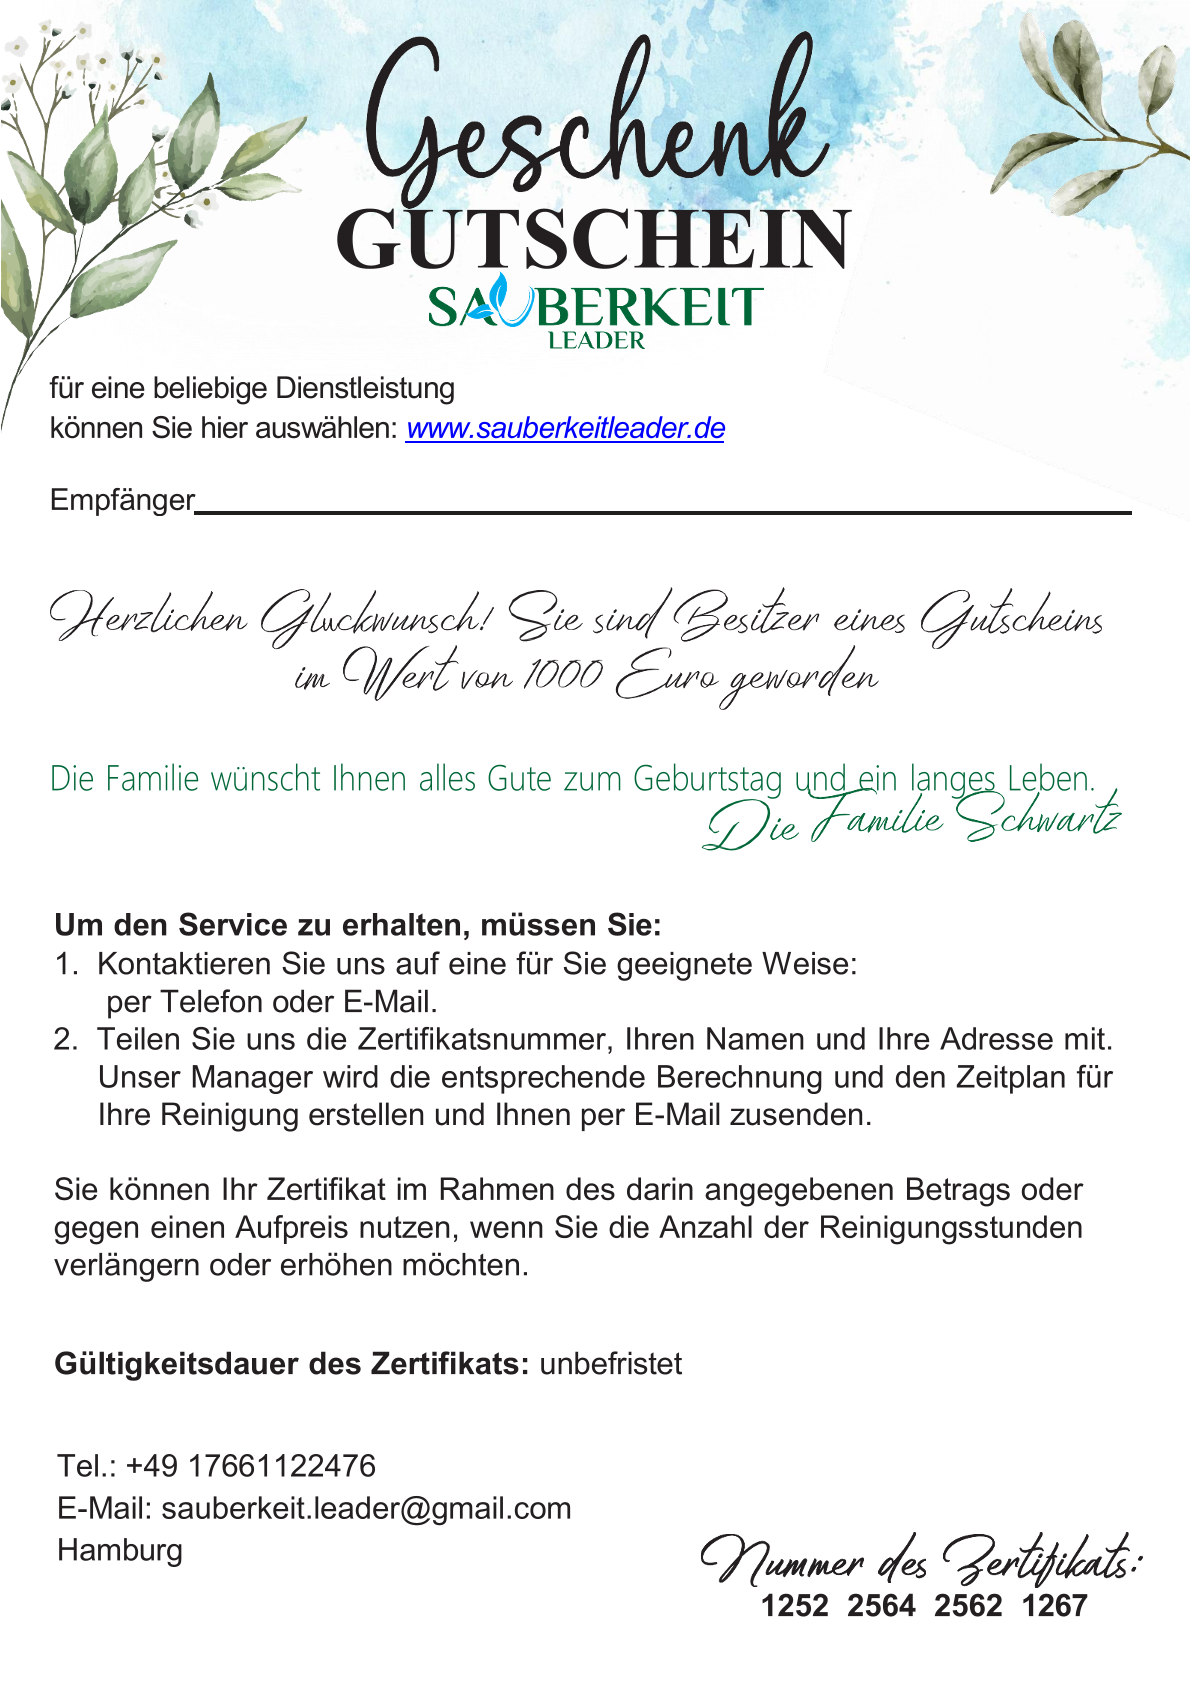 Geschenk
GUTSCHEIN
SAUBERKEIT
LEADER
für eine beliebige Dienstleistung
können Sie hier auswählen: www.sauberkeitleader.de
Empfänger
Herzlichen Gluckwunsch! Sie sind Besitzer eines Gutscheins
im Wert von 1000 Euro geworden
Die Familie wünscht Ihnen alles Gute zum Geburtstag und ein langes Leben.
Die Familie Schwartz
Um den Service zu erhalten, müssen Sie:
1. Kontaktieren Sie uns auf eine für Sie geeignete Weise:
per Telefon oder E-Mail.
2. Teilen Sie uns die Zertifikatsnummer, Ihren Namen und Ihre Adresse mit.
Unser Manager wird die entsprechende Berechnung und den Zeitplan für
Ihre Reinigung erstellen und Ihnen per E-Mail zusenden.
Sie können Ihr Zertifikat im Rahmen des darin angegebenen Betrags oder
gegen einen Aufpreis nutzen, wenn Sie die Anzahl der Reinigungsstunden
verlängern oder erhöhen möchten.
Gültigkeitsdauer des Zertifikats: unbefristet
Tel.: +49 17661122476
E-Mail: sauberkeit.leader@gmail.com
Hamburg
Nummer des Zertifikats:
1252 2564 2562 1267